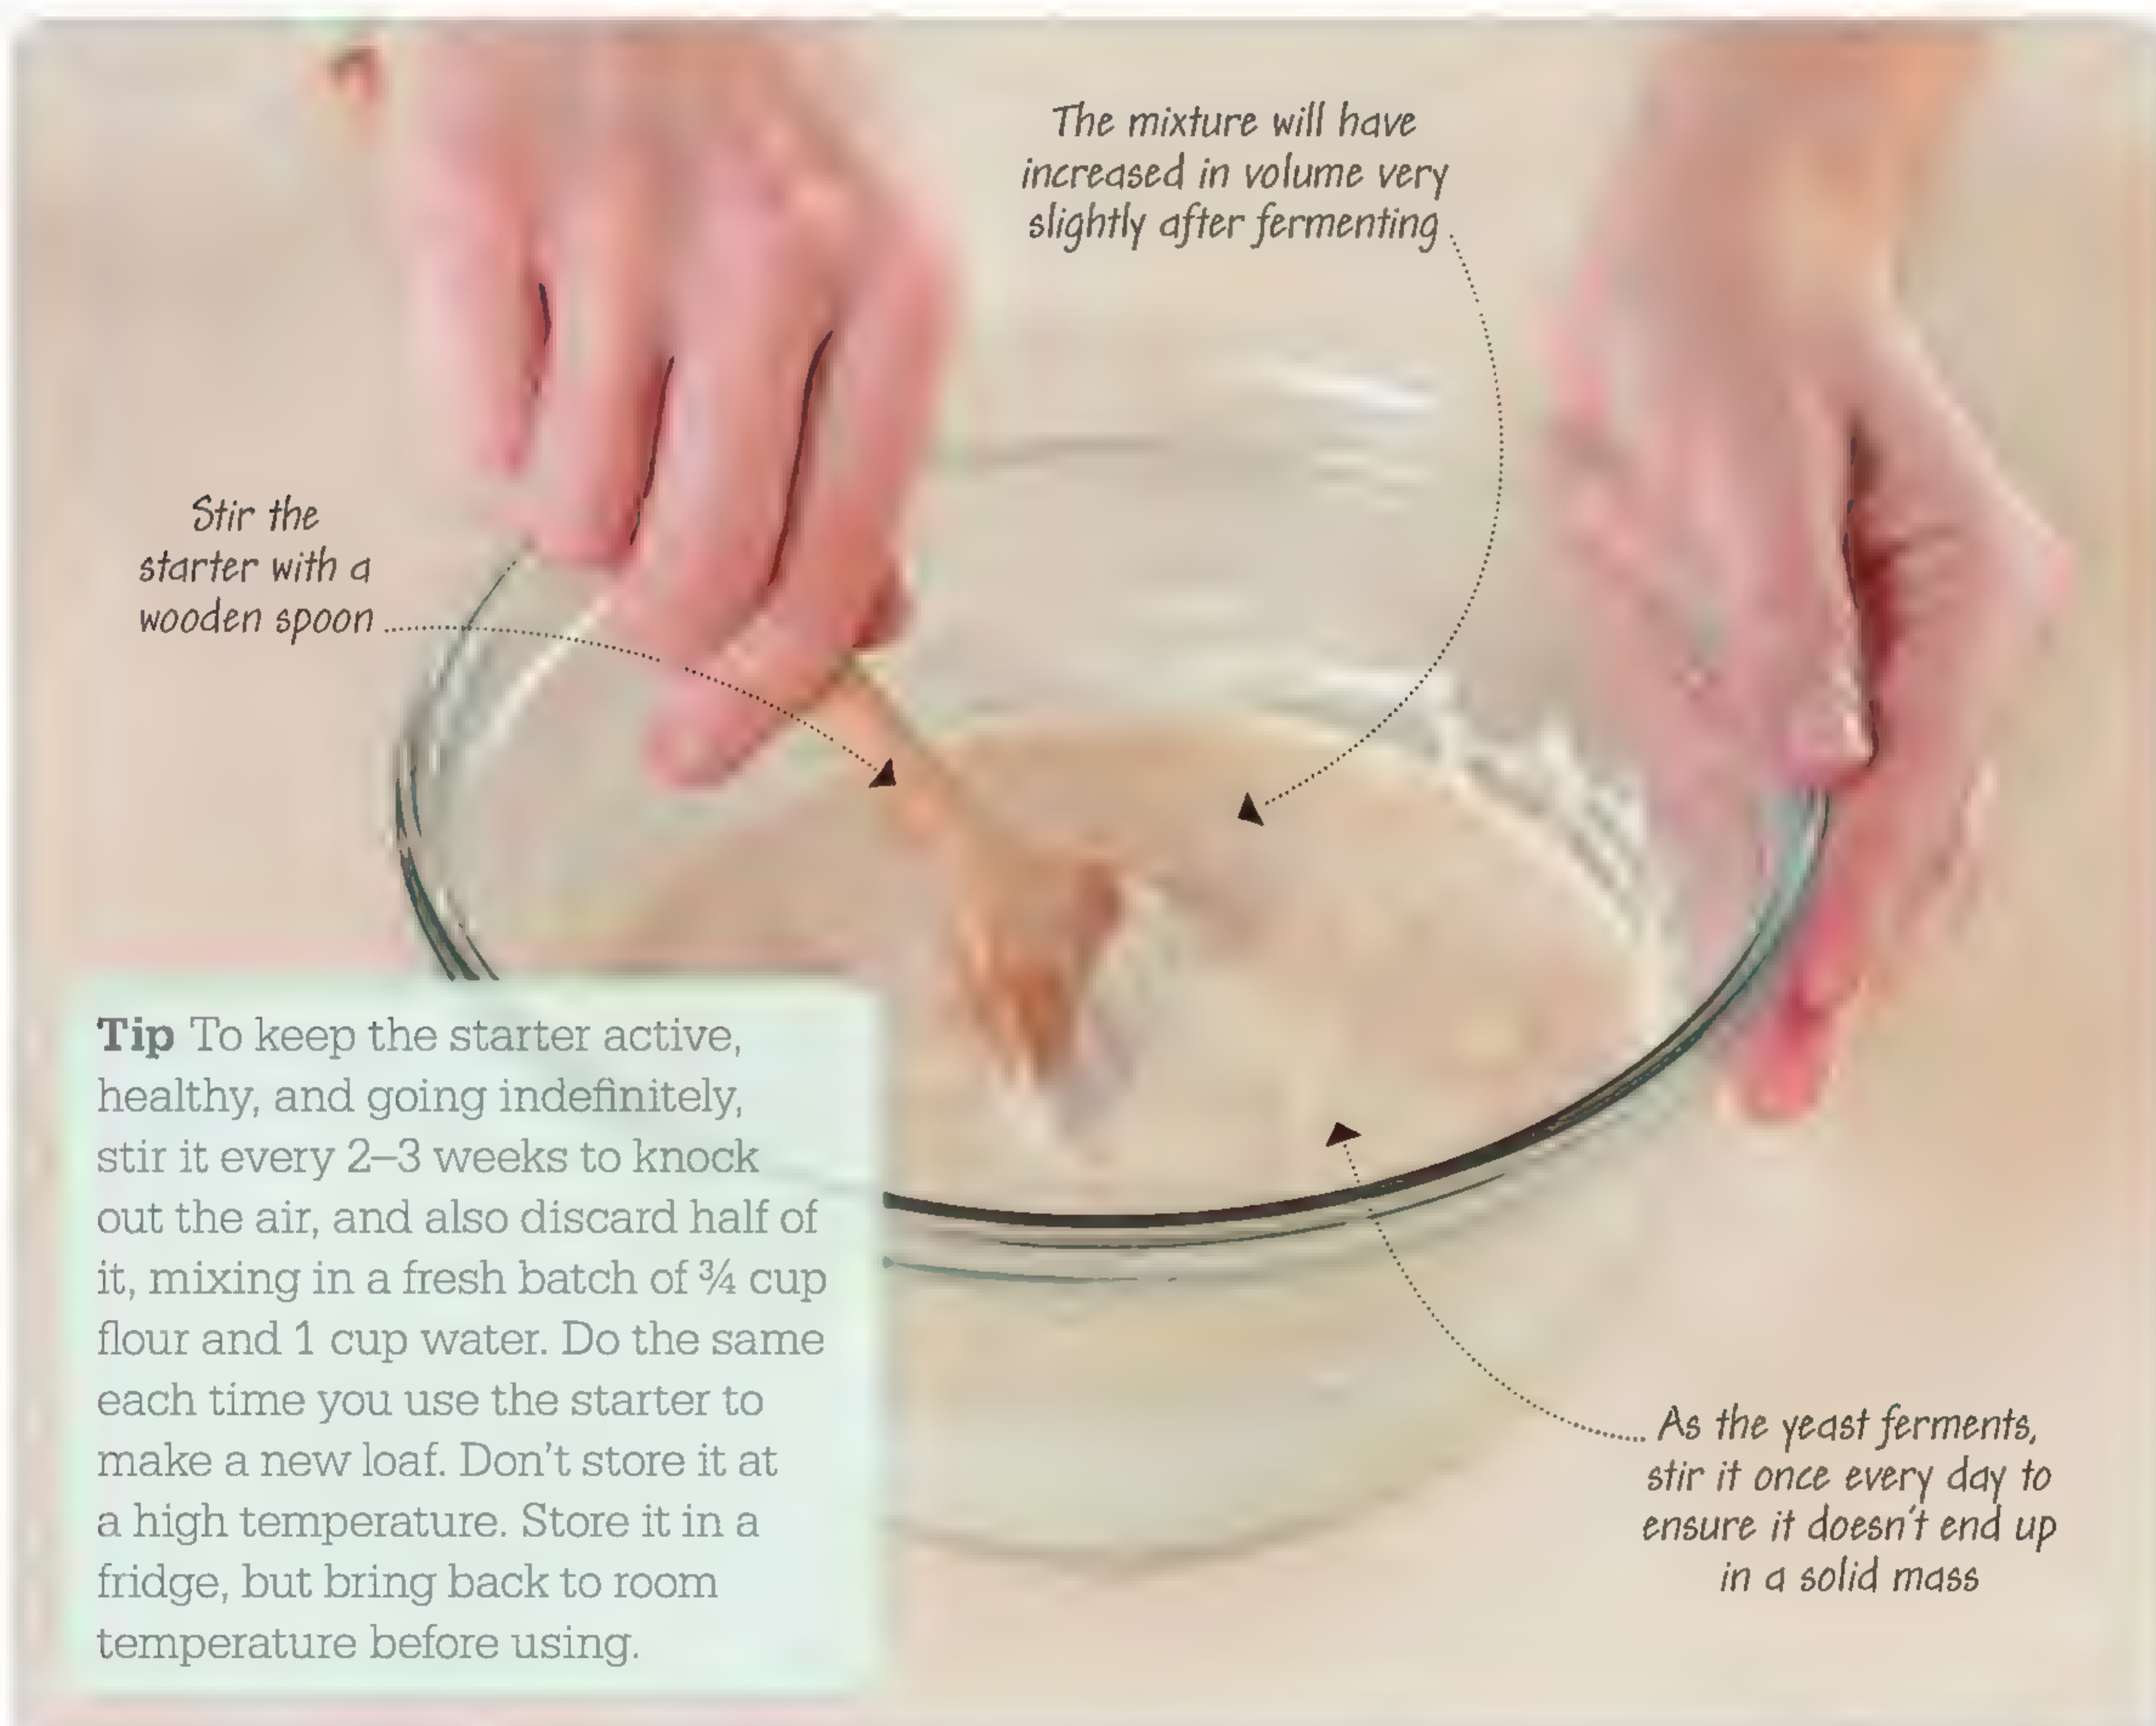 The mixture will have
increased in volume very
slightly after fermenting
Stir the
starter with a
wooden spoon
Tip To keep the starter active,
healthy, and going indefinitely,
stir it every 2–3 weeks to knock
out the air, and also discard half of
it, mixing in a fresh batch of ¾ cup
flour and 1 cup water. Do the same
each time you use the starter to
make a new loaf. Don't store it at
a high temperature. Store it in a
fridge, but bring back to room
temperature before using.
As the yeast ferments,
stir it once every day to
ensure it doesn't end up
in a solid mass